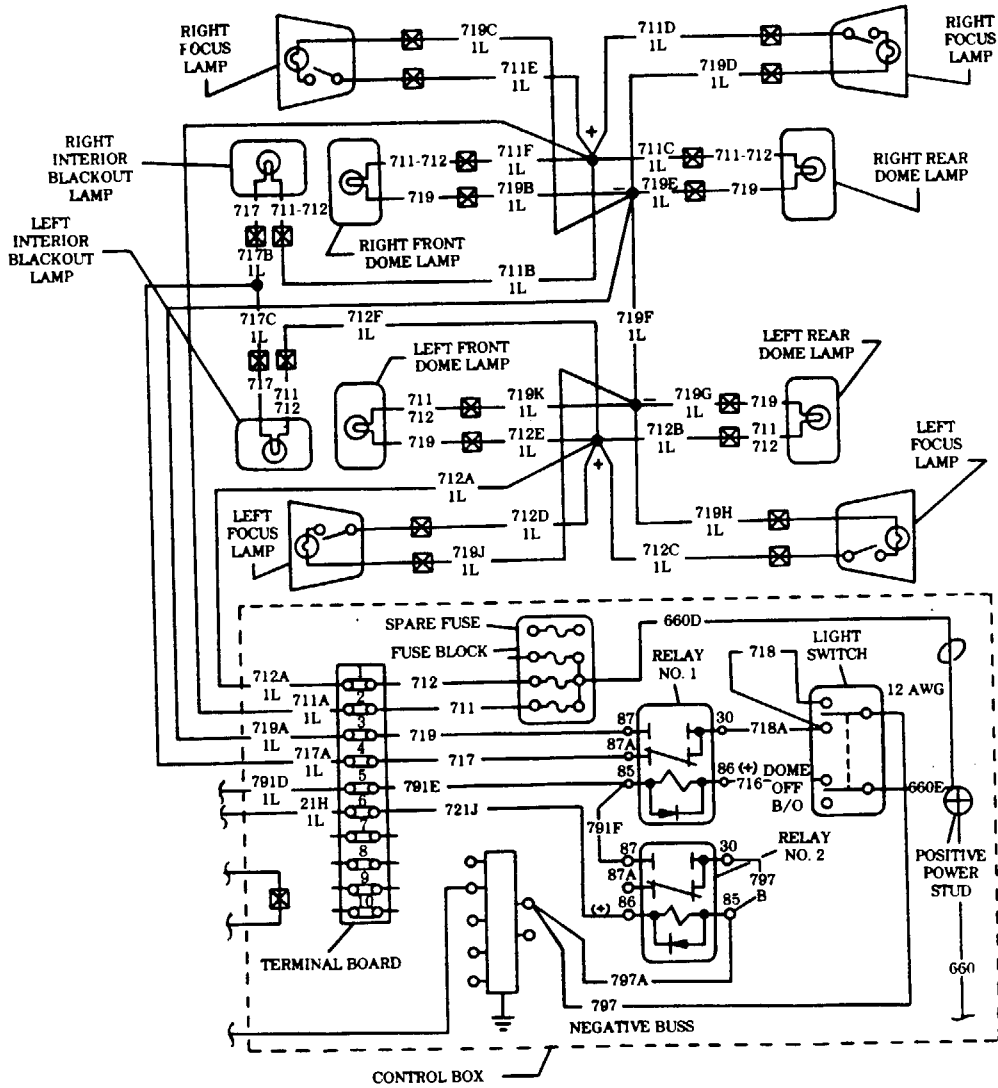 RIGHT
FOCUS
LAMP
719C
1L
711D
1L
RIGHT
FOCUS
LAMP
711E
1L
719D
1L
RIGHT
INTERIOR
BLACKOUT
LAMP
+
711-712
711F
1L
711C
1L
711-712
719
719B
1L
–
719E
1L
719
RIGHT REAR
DOME LAMP
717
711-712
LEFT
INTERIOR
BLACKOUT
LAMP
RIGHT FRONT
DOME LAMP
717B
1L
711B
1L
717C
1L
712F
1L
719F
1L
LEFT FRONT
DOME LAMP
LEFT REAR
DOME LAMP
717
711
712
711
712
719K
1L
–
719G
1L
719
719
712E
1L
+
712B
1L
711
712
LEFT
FOCUS
LAMP
712A
1L
LEFT
FOCUS
LAMP
712D
1L
719H
1L
719J
1L
712C
1L
SPARE FUSE
660D
FUSE BLOCK
RELAY
NO. 1
718
LIGHT
SWITCH
12 AWG
712A
1L
1
712
711A
1L
2
711
719A
1L
3
719
87
30
718A
717A
1L
4
717
87A
791D
1L
5
791E
85
86
(+)
716
DOME
OFF
B/O
660E
21H
1L
6
721J
791F
7
87
30
RELAY
NO. 2
8
87A
797
B
POSITIVE
POWER
STUD
9
(+)
86
85
10
TERMINAL BOARD
797A
660
797
NEGATIVE BUSS
CONTROL BOX